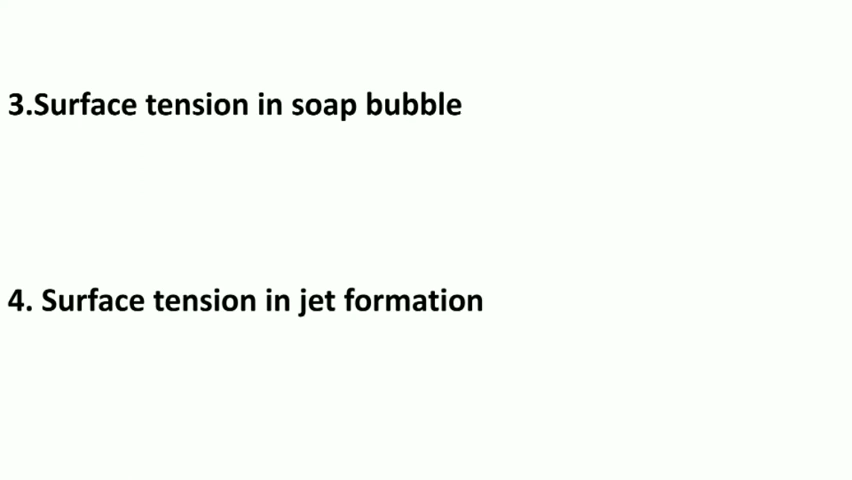 3.Surface tension in soap bubble
4. Surface tension in jet formation